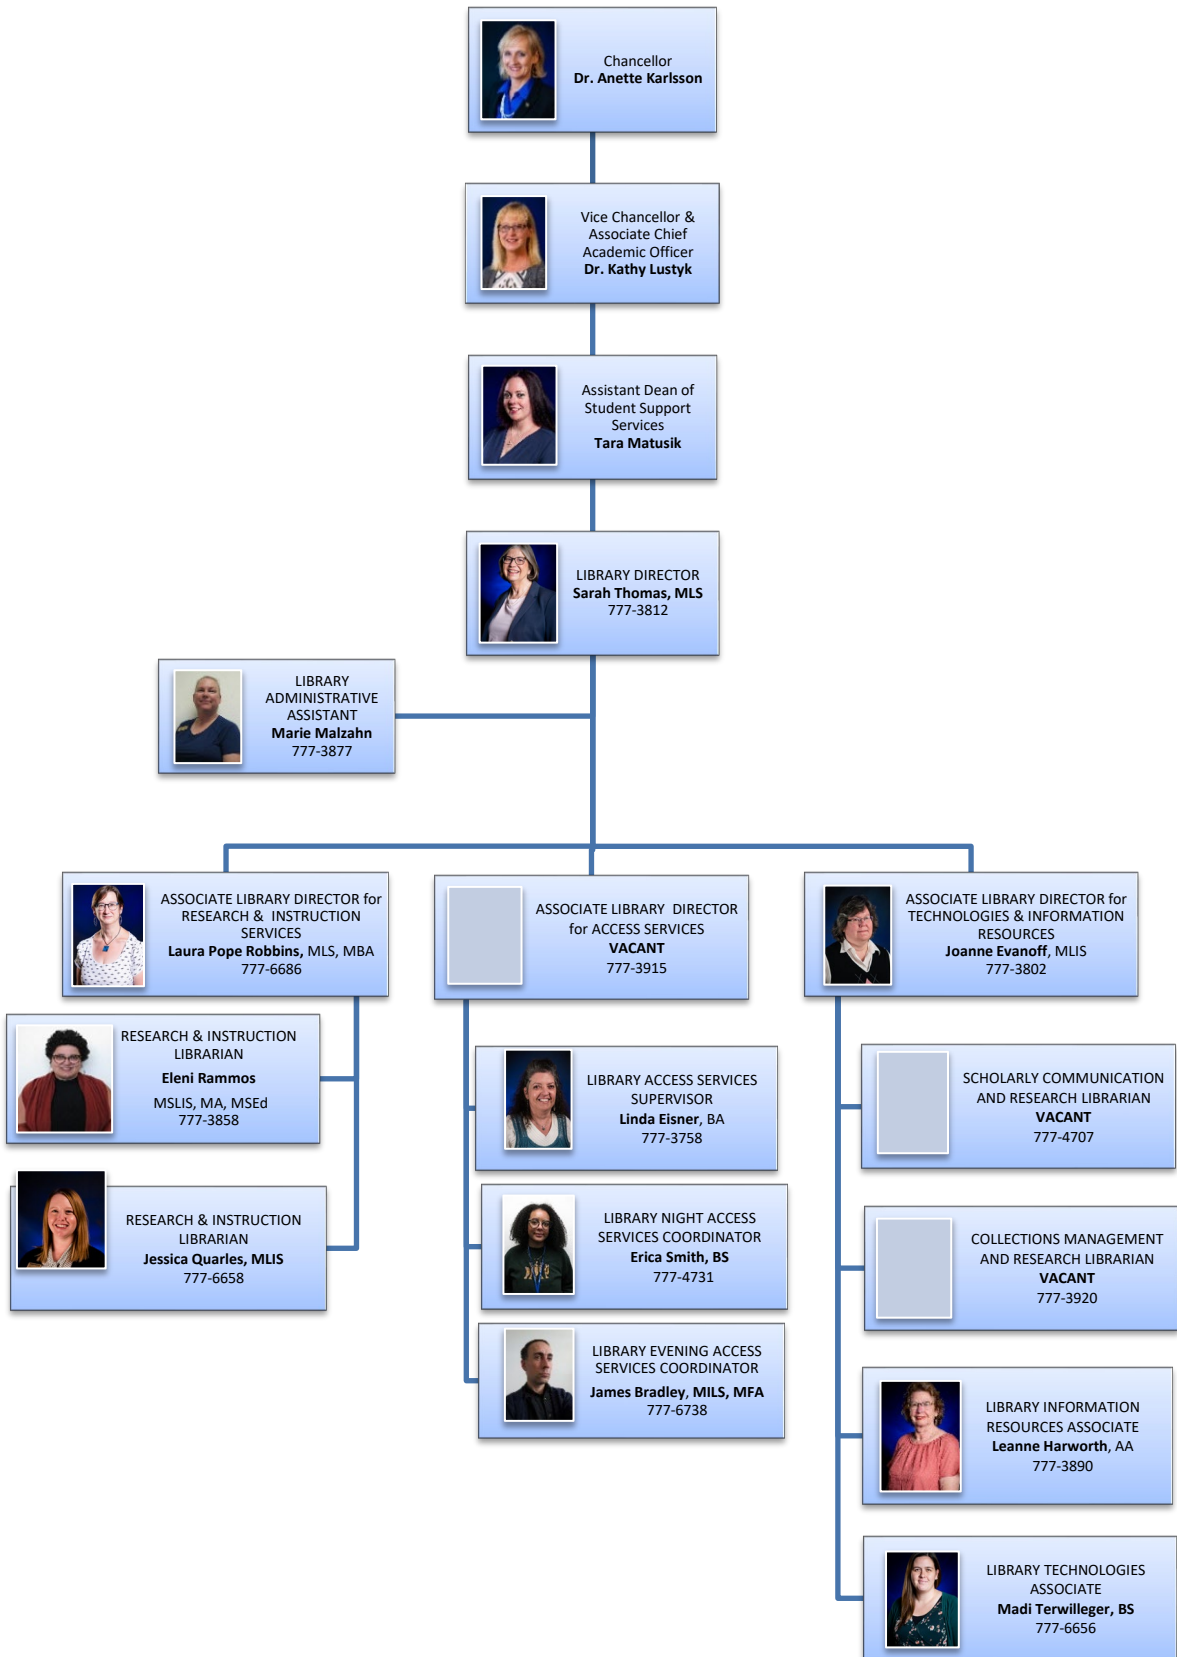 Chancellor
Dr. Anette Karlsson
Vice Chancellor &
Associate Chief
Academic Officer
Dr. Kathy Lustyk
Assistant Dean of
Student Support
Services
Tara Matusik
LIBRARY DIRECTOR
Sarah Thomas, MLS
777-3812
LIBRARY
ADMINISTRATIVE
ASSISTANT
Marie Malzahn
777-3877
ASSOCIATE LIBRARY DIRECTOR for
RESEARCH & INSTRUCTION
SERVICES
Laura Pope Robbins, MLS, MBA
777-6686
RESEARCH & INSTRUCTION
LIBRARIAN
Eleni Rammos
MSLIS, MA, MSEd
777-3858
RESEARCH & INSTRUCTION
LIBRARIAN
Jessica Quarles, MLIS
777-6658
ASSOCIATE LIBRARY DIRECTOR
for ACCESS SERVICES
VACANT
777-3915
LIBRARY ACCESS SERVICES
SUPERVISOR
Linda Eisner, BA
777-3758
LIBRARY NIGHT ACCESS
SERVICES COORDINATOR
Erica Smith, BS
777-4731
LIBRARY EVENING ACCESS
SERVICES COORDINATOR
James Bradley, MILS, MFA
777-6738
ASSOCIATE LIBRARY DIRECTOR for
TECHNOLOGIES & INFORMATION
RESOURCES
Joanne Evanoff, MLIS
777-3802
SCHOLARLY COMMUNICATION
AND RESEARCH LIBRARIAN
VACANT
777-4707
COLLECTIONS MANAGEMENT
AND RESEARCH LIBRARIAN
VACANT
777-3920
LIBRARY INFORMATION
RESOURCES ASSOCIATE
Leanne Harworth, AA
777-3890
LIBRARY TECHNOLOGIES
ASSOCIATE
Madi Terwilleger, BS
777-6656